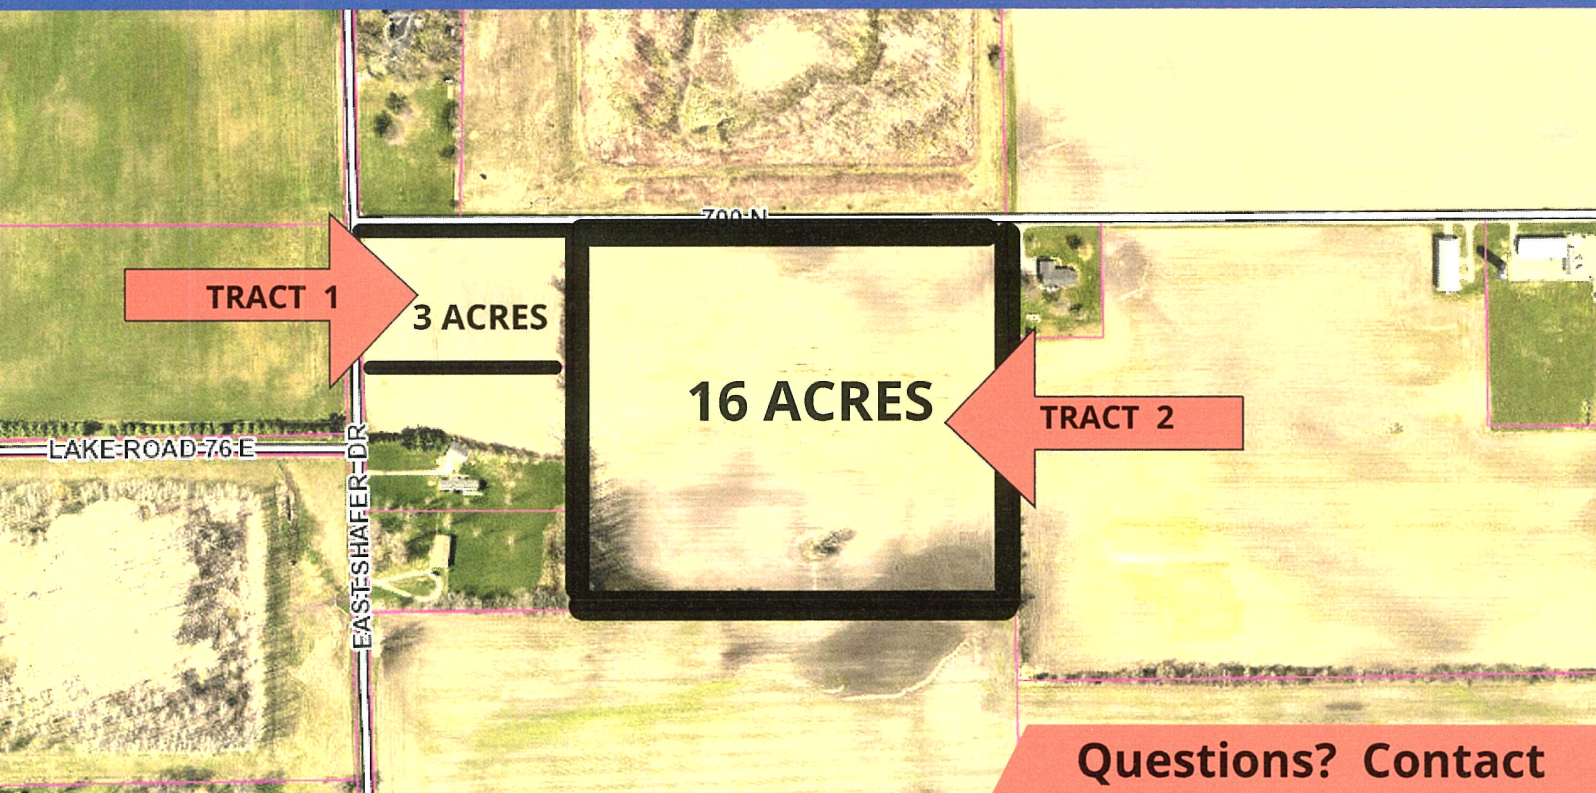 700 N
TRACT 1
3 ACRES
16 ACRES
TRACT 2
LAKE ROAD 76 E
EAST SHAFER DR
Questions? Contact